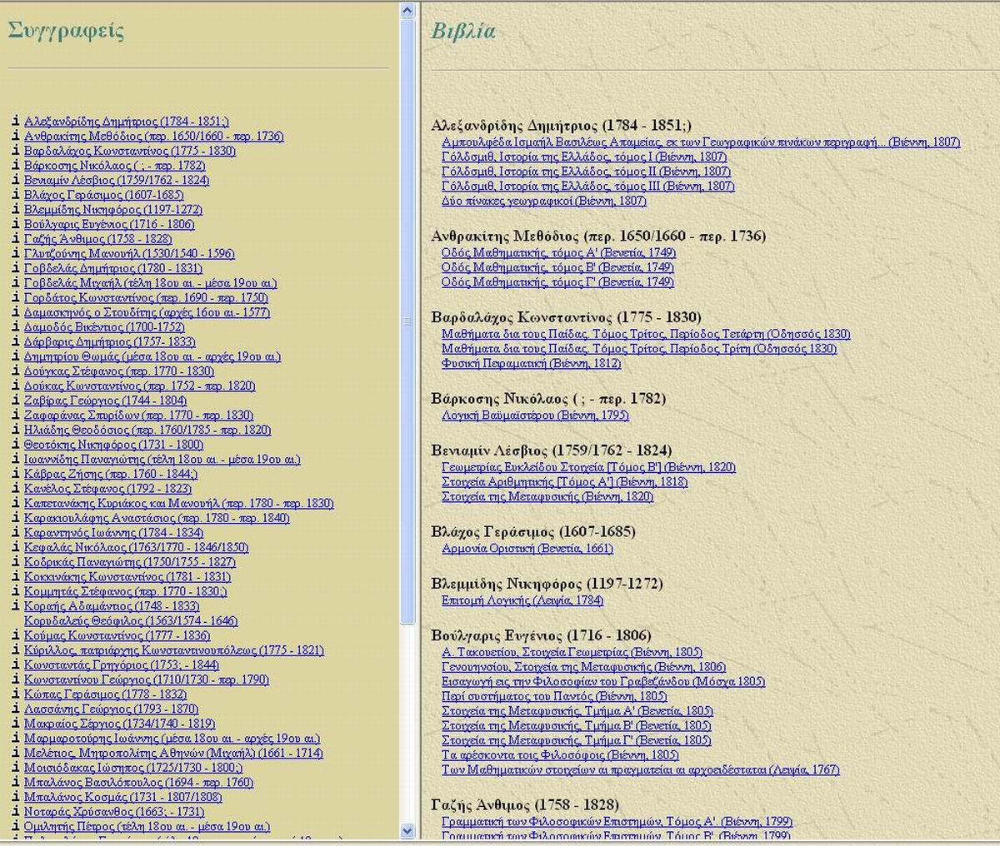 Συγγραφείς
i Αλεξανδρίδης Δημήτριος (1784 - 1851;)
i Ανθρακίτης Μεθόδιος (περ. 1650/1660 - περ. 1736)
i Βαρδαλάχος Κωνσταντίνος (1775 - 1830)
i Βάρκοσης Νικόλαος ( ; - περ. 1782)
i Βενιαμίν Λέσβιος (1759/1762 - 1824)
i Βλάχος Γεράσιμος (1607-1685)
i Βλεμμίδης Νικηφόρος (1197-1272)
i Βούλγαρις Ευγένιος (1716 - 1806)
i Γαζής Άνθιμος (1758 - 1828)
i Γλυτζούνης Μανουήλ (1530/1540 - 1596)
i Γοβδελάς Δημήτριος (1780 - 1831)
i Γοβδελάς Μιχαήλ (τέλη 18ου αι. - μέσα 19ου αι.)
i Γορδάτος Κωνσταντίνος (περ. 1690 - περ. 1750)
i Δαμασκηνός ο Στουδίτης (αρχές 16ου αι.- 1577)
i Δαμοδός Βικέντιος (1700-1752)
i Δάρβαρις Δημήτριος (1757- 1833)
i Δημητρίου Θωμάς (μέσα 18ου αι. - αρχές 19ου αι.)
i Δούγκας Στέφανος (περ. 1770 - 1830)
i Δούκας Κωνσταντίνος (περ. 1752 - περ. 1820)
i Ζαβίρας Γεώργιος (1744 - 1804)
i Ζαφαράνας Σπυρίδων (περ. 1770 - περ. 1830)
i Ηλιάδης Θεοδόσιος (περ. 1760/1785 - περ. 1820)
i Θεοτόκης Νικηφόρος (1731 - 1800)
i Ιωαννίδης Παναγιώτης (τέλη 18ου αι. - μέσα 19ου αι.)
i Κάβρας Ζήσης (περ. 1760 - 1844;)
i Κανέλος Στέφανος (1792 - 1823)
i Καπετανάκης Κυριάκος και Μανουήλ (περ. 1780 - περ. 1830)
i Καρακιουλάφης Αναστάσιος (περ. 1780 - περ. 1840)
i Καραντηνός Ιωάννης (1784 - 1834)
i Κεφαλάς Νικόλαος (1763/1770 - 1846/1850)
i Κοδρικάς Παναγιώτης (1750/1755 - 1827)
i Κοκκινάκης Κωνσταντίνος (1781 - 1831)
i Κομμητάς Στέφανος (περ. 1770 - 1830;)
i Κοραής Αδαμάντιος (1748 - 1833)
Κορυδαλεύς Θεόφιλος (1563/1574 - 1646)
i Κούμας Κωνσταντίνος (1777 - 1836)
i Κύριλλος, πατριάρχης Κωνσταντινουπόλεως (1775 - 1821)
i Κωνσταντάς Γρηγόριος (1753; - 1844)
i Κωνσταντίνου Γεώργιος (1710/1730 - περ. 1790)
i Κώπας Γεράσιμος (1778 - 1832)
i Λασσάνης Γεώργιος (1793 - 1870)
i Μακραίος Σέργιος (1734/1740 - 1819)
i Μαρμαροτούρης Ιωάννης (μέσα 18ου αι. - αρχές 19ου αι.)
i Μελέτιος, Μητροπολίτης Αθηνών (Μιχαήλ) (1661 - 1714)
i Μοισιόδακας Ιώσηπος (1725/1730 - 1800;)
i Μπαλάνος Βασιλόπουλος (1694 - περ. 1760)
i Μπαλάνος Κοσμάς (1731 - 1807/1808)
i Νοταράς Χρύσανθος (1663; - 1731)
i Ομιλητής Πέτρος (τέλη 18ου αι. - μέσα 19ου αι.)
Βιβλία
Αλεξανδρίδης Δημήτριος (1784 - 1851;)
Αμπουλφέδα Ισμαήλ Βασιλέως Απαμείας, εκ των Γεωγραφικών πινάκων περιγραφή... (Βιέννη, 1807)
Γόλδσμιθ, Ιστορία της Ελλάδος, τόμος Ι (Βιέννη, 1807)
Γόλδσμιθ, Ιστορία της Ελλάδος, τόμος ΙΙ (Βιέννη, 1807)
Γόλδσμιθ, Ιστορία της Ελλάδος, τόμος ΙΙΙ (Βιέννη, 1807)
Δύο πίνακες γεωγραφικοί (Βιέννη, 1807)
Ανθρακίτης Μεθόδιος (περ. 1650/1660 - περ. 1736)
Οδός Μαθηματικής, τόμος Α' (Βενετία, 1749)
Οδός Μαθηματικής, τόμος Β' (Βενετία, 1749)
Οδός Μαθηματικής, τόμος Γ' (Βενετία, 1749)
Βαρδαλάχος Κωνσταντίνος (1775 - 1830)
Μαθήματα δια τους Παίδας. Τόμος Τρίτος, Περίοδος Τετάρτη (Οδησσός 1830)
Μαθήματα δια τους Παίδας. Τόμος Τρίτος, Περίοδος Τρίτη (Οδησσός 1830)
Φυσική Πειραματική (Βιέννη, 1812)
Βάρκοσης Νικόλαος ( ; - περ. 1782)
Λογική Βαϋμαϊστέρου (Βιέννη, 1795)
Βενιαμίν Λέσβιος (1759/1762 - 1824)
Γεωμετρίας Ευκλείδου Στοιχεία [Τόμος Β'] (Βιέννη, 1820)
Στοιχεία Αριθμητικής [Τόμος Α'] (Βιέννη, 1818)
Στοιχεία της Μεταφυσικής (Βιέννη, 1820)
Βλάχος Γεράσιμος (1607-1685)
Αρμονία Οριστική (Βενετία, 1661)
Βλεμμίδης Νικηφόρος (1197-1272)
Επιτομή Λογικής (Λειψία, 1784)
Βούλγαρις Ευγένιος (1716 - 1806)
Α. Τακουετίου, Στοιχεία Γεωμετρίας (Βιέννη, 1805)
Γενουηνσίου, Στοιχεία της Μεταφυσικής (Βιέννη, 1806)
Εισαγωγή εις την Φιλοσοφίαν του Γραβεζάνδου (Μόσχα 1805)
Περί συστήματος του Παντός (Βιέννη, 1805)
Στοιχεία της Μεταφυσικής, Τμήμα Α' (Βενετία, 1805)
Στοιχεία της Μεταφυσικής, Τμήμα Β' (Βενετία, 1805)
Στοιχεία της Μεταφυσικής, Τμήμα Γ' (Βενετία, 1805)
Τα αρέσκοντα τοις Φιλοσόφοις (Βιέννη, 1805)
Των Μαθηματικών στοιχείων αι πραγματείαι αι αρχοειδέσταται (Λειψία, 1767)
Γαζής Άνθιμος (1758 - 1828)
Γραμματική των Φιλοσοφικών Επιστημών, Τόμος Α'. (Βιέννη, 1799)
Γραμματική των Φιλοσοφικών Επιστημών, Τόμος Β'. (Βιέννη, 1799)